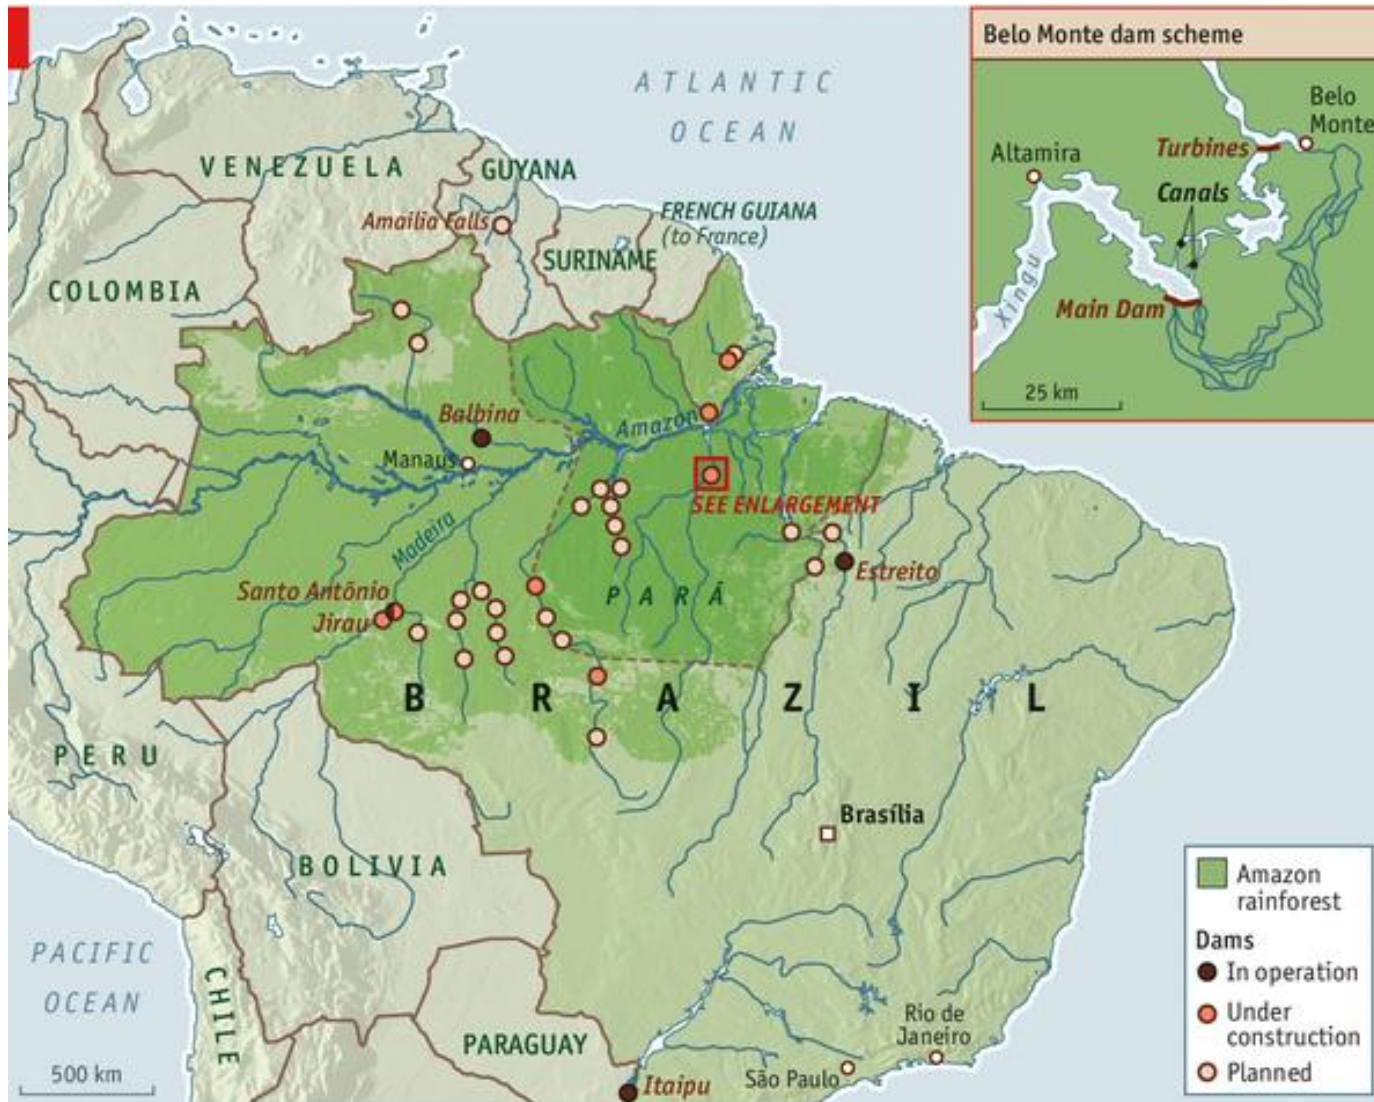 Belo Monte dam scheme
Belo
Monte
Turbines
Altamira
Canals
Xingu
Main Dam
25 km
ATLANTIC
OCEAN
VENEZUELA
GUYANA
Amailia Falls
FRENCH GUIANA
(to France)
SURINAME
COLOMBIA
Balbina
Amazon
Manaus
SEE ENLARGEMENT
Madeira
Estreito
Santo Antônio
Jirau
PARÁ
BRAZIL
PERU
Brasília
BOLIVIA
PACIFIC
OCEAN
CHILE
PARAGUAY
Rio de
Janeiro
São Paulo
Itaipu
500 km
Amazon
rainforest
Dams
In operation
Under
construction
Planned